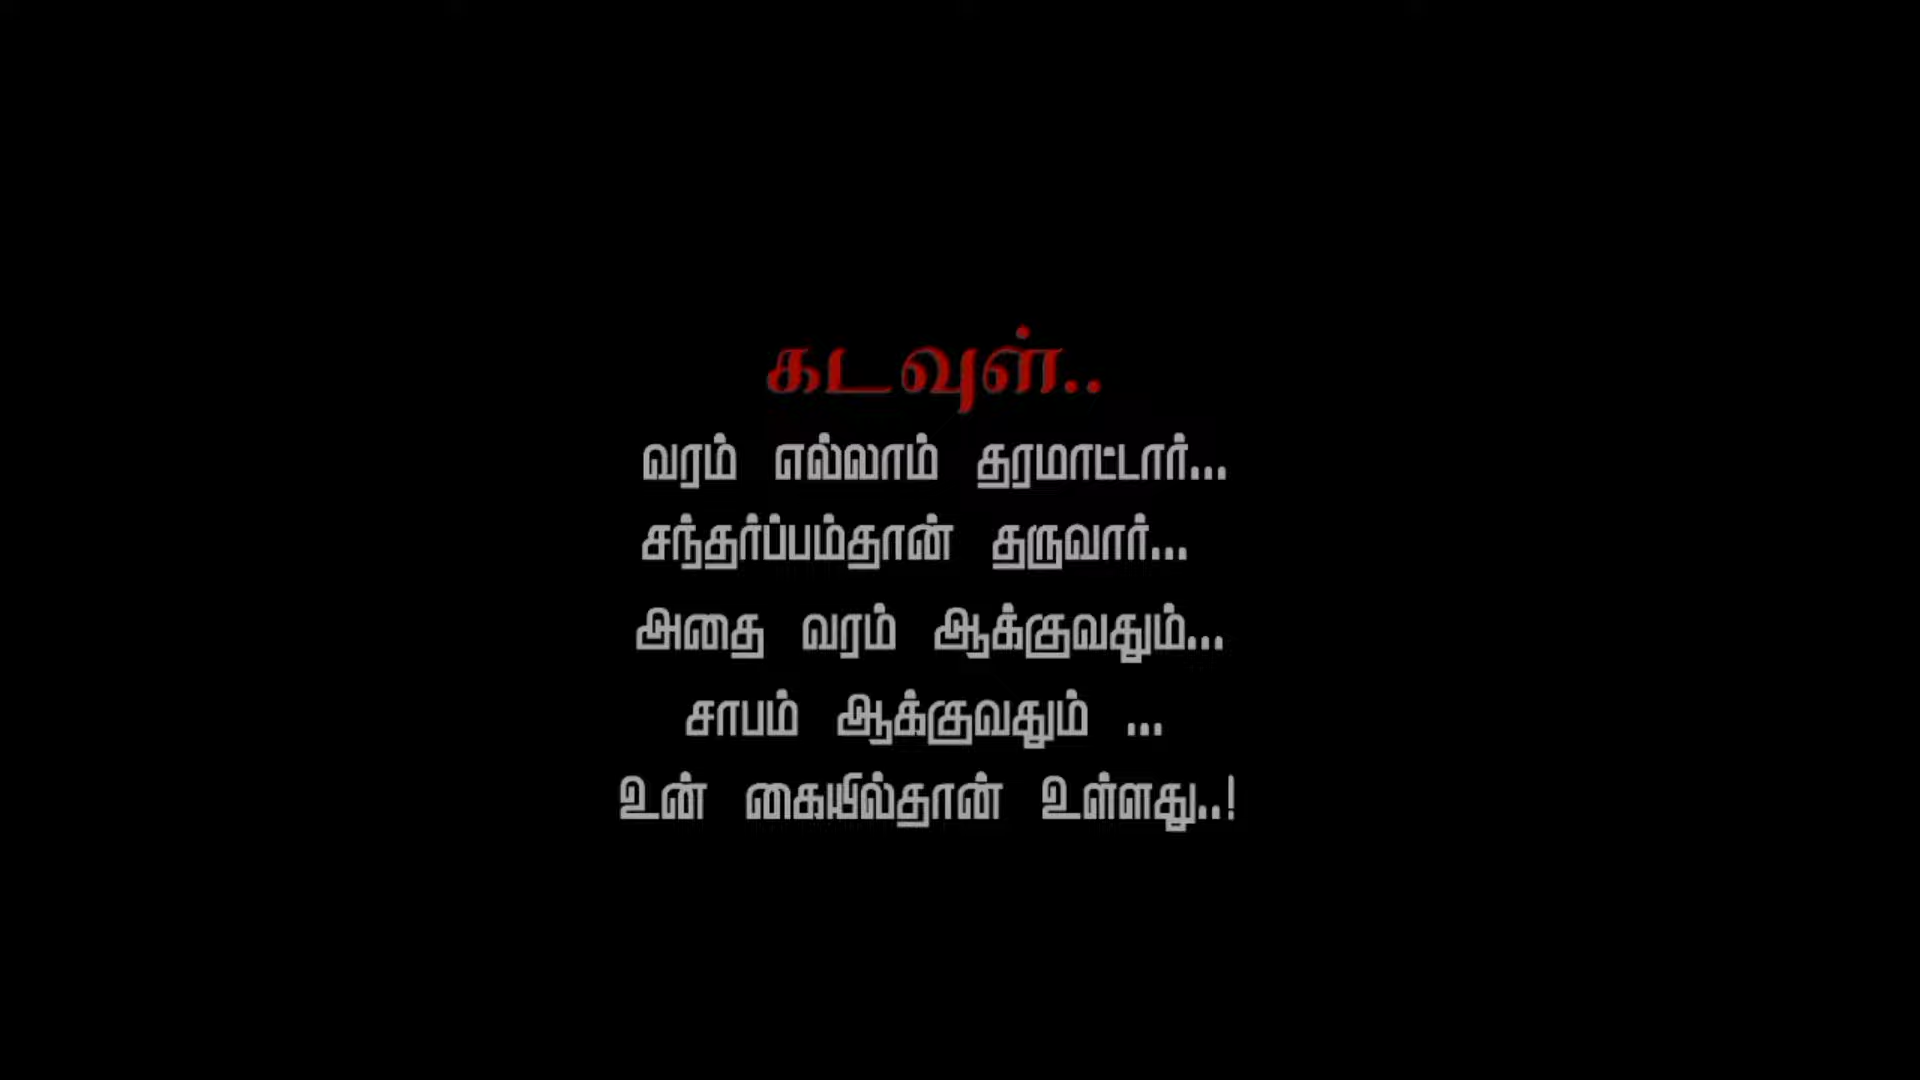 கடவுள்..
வரம் எல்லாம் தரமாட்டார்...
சந்தர்ப்பம்தான் தருவார்...
அதை வரம் ஆக்குவதும்...
சாபம் ஆக்குவதும் ...
உன் கையில்தான் உள்ளது..!